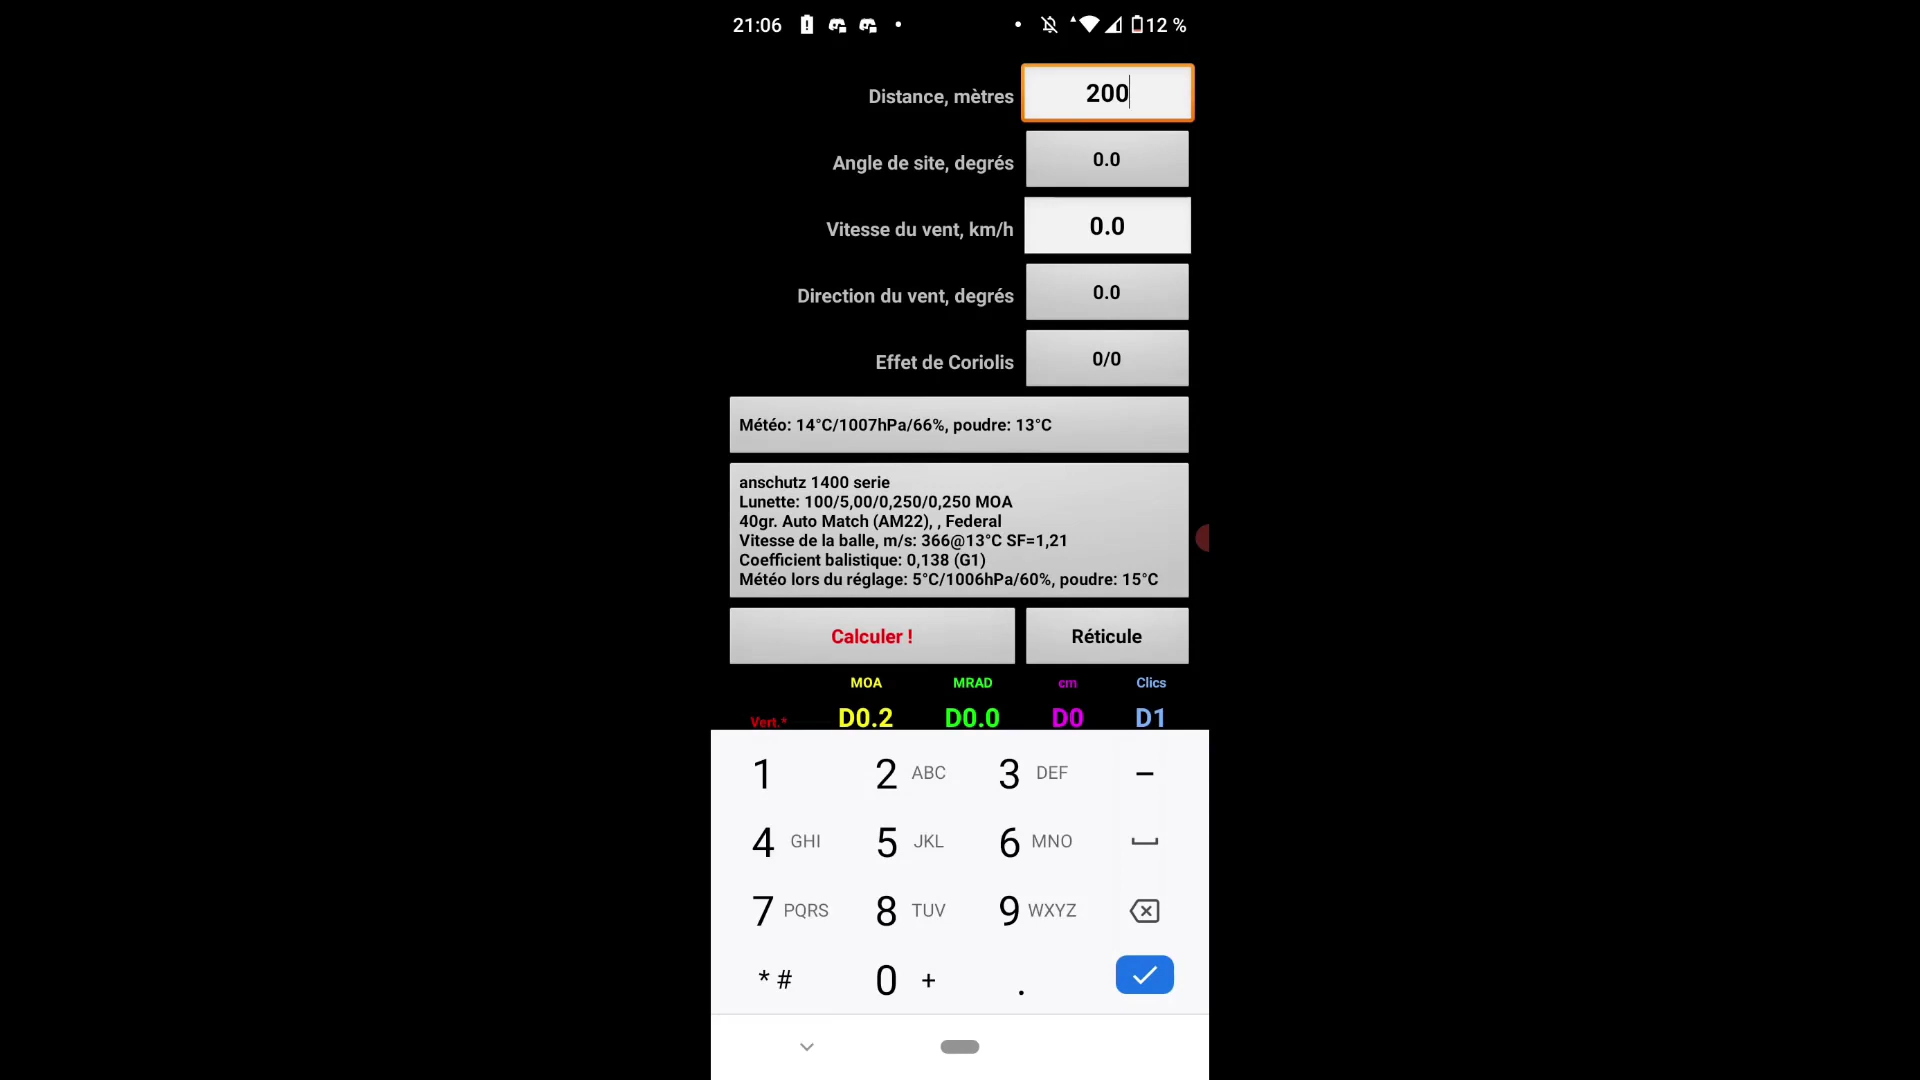 21:06 12 %
Distance, mètres 200
Angle de site, degrés 0.0
Vitesse du vent, km/h 0.0
Direction du vent, degrés 0.0
Effet de Coriolis 0/0
Météo: 14°C/1007hPa/66%, poudre: 13°C
anschutz 1400 serie
Lunette: 100/5,00/0,250/0,250 MOA
40gr. Auto Match (AM22), , Federal
Vitesse de la balle, m/s: 366@13°C SF=1,21
Coefficient balistique: 0,138 (G1)
Météo lors du réglage: 5°C/1006hPa/60%, poudre: 15°C
Calculer ! Réticule
MOA MRAD cm Clics
Vert.* D0.2 D0.0 D0 D1
1 2 ABC 3 DEF –
4 GHI 5 JKL 6 MNO
7 PQRS 8 TUV 9 WXYZ
* # 0 + .